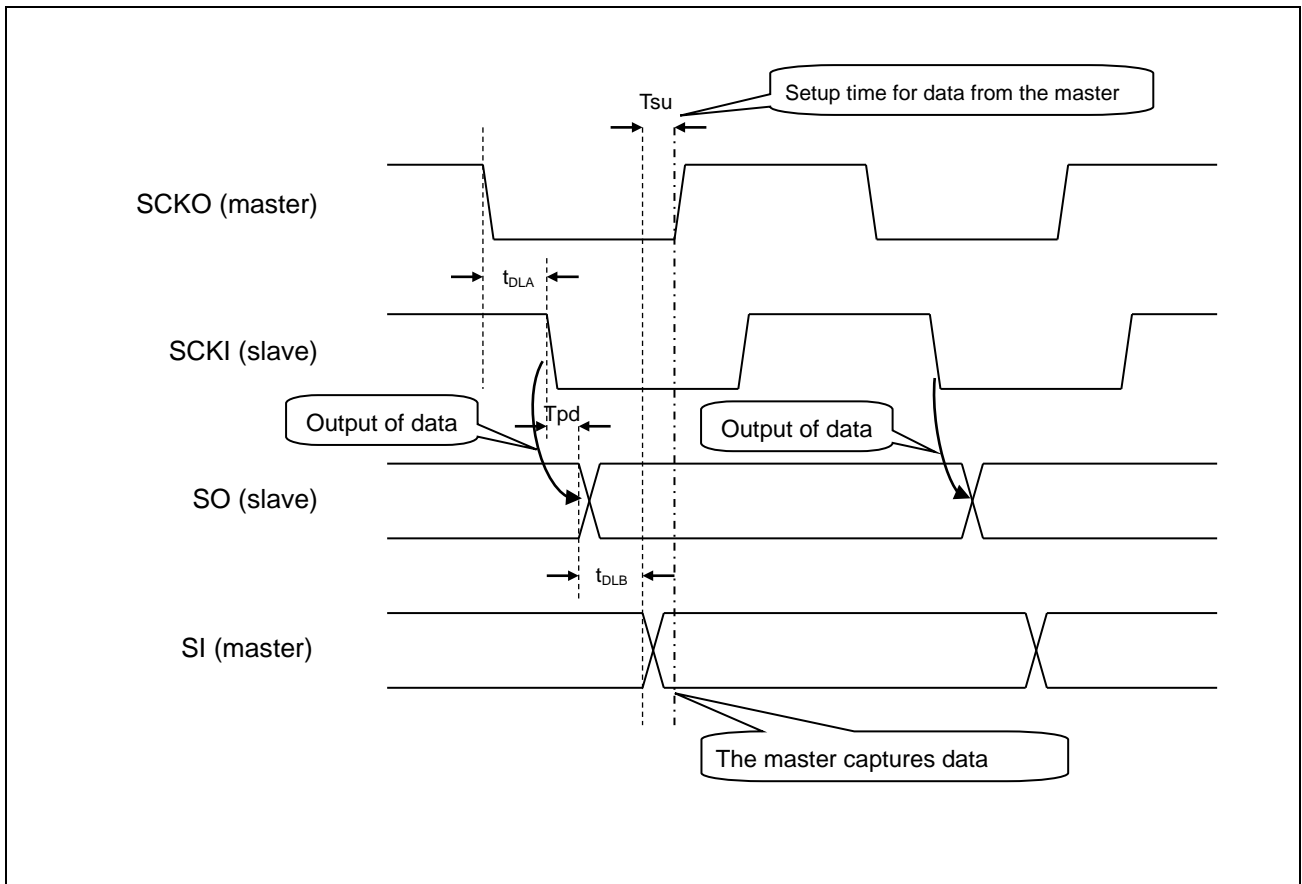 Setup time for data from the master
Tsu
SCKO (master)
tDLA
SCKI (slave)
Output of data
Tpd
Output of data
SO (slave)
tDLB
SI (master)
The master captures data